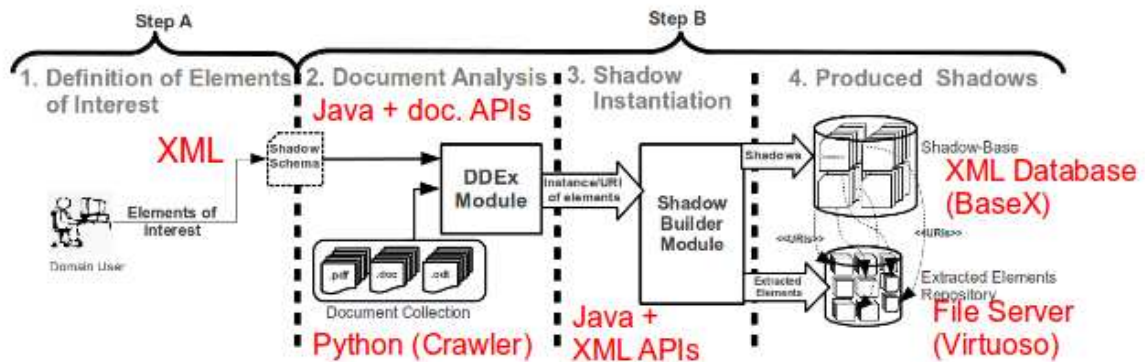 Step A
Step B
1. Definition of Elements
of Interest
2. Document Analysis
3. Shadow
Instantiation
4. Produced Shadows
Java + doc. APIs
XML
Shadow
Schema
DDEx
Module
Instance/URI
of elements
Shadow
Builder
Module
Shadows
Shadow-Base
XML Database
(BaseX)
Elements of
Interest
Domain User
.pdf
.doc
.odt
Document Collection
<<URIs>>
<<URIs>>
Extracted
Elements
Extracted Elements
Repository
Python (Crawler)
Java +
XML APIs
File Server
(Virtuoso)